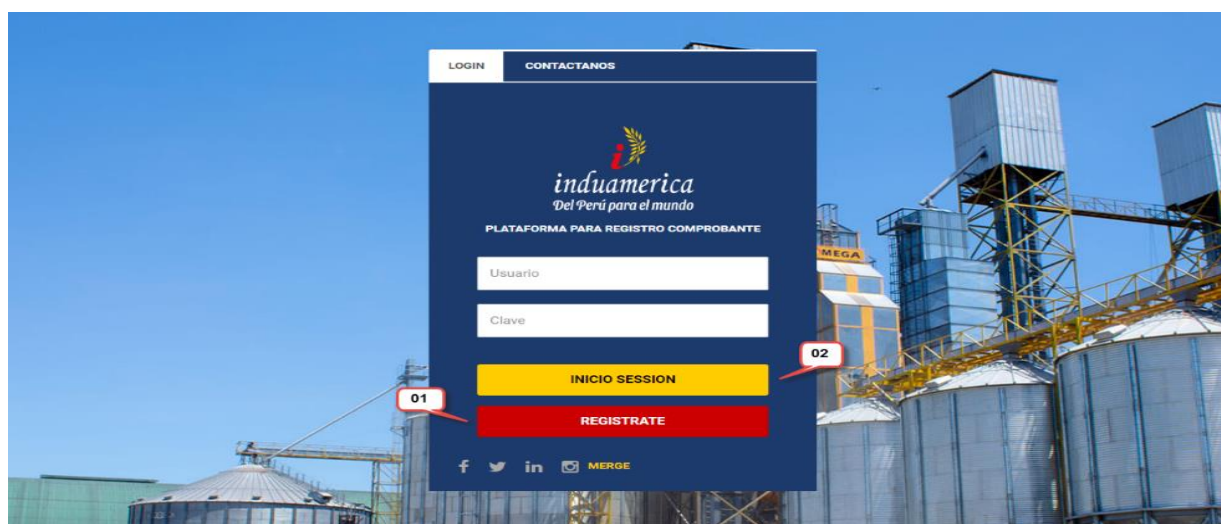 LOGIN CONTACTANOS
i
induamerica
Del Perú para el mundo
PLATAFORMA PARA REGISTRO COMPROBANTE
MEGA
Usuario
Clave
02
INICIO SESSION
01
REGISTRATE
MERGE